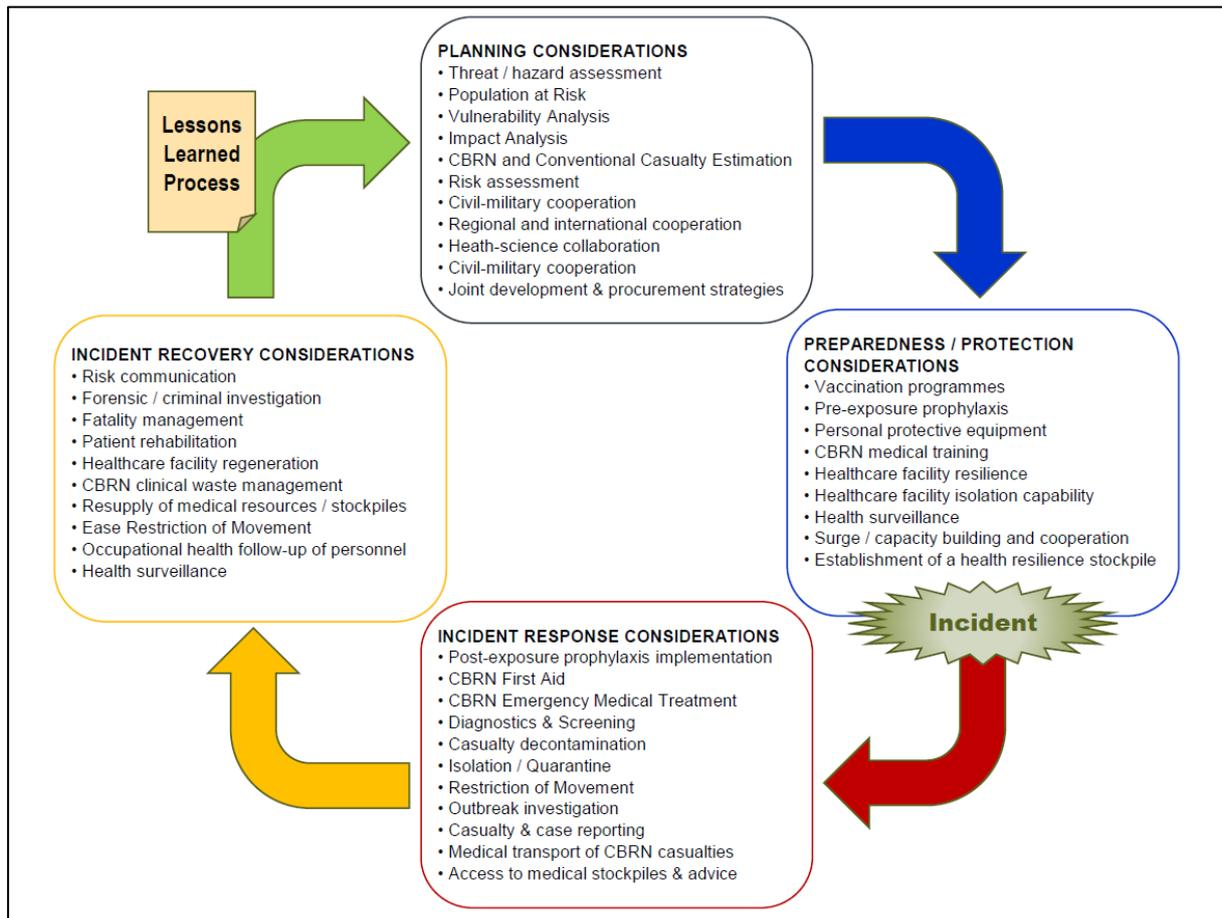 Lessons
Learned
Process
PLANNING CONSIDERATIONS
• Threat / hazard assessment
• Population at Risk
• Vulnerability Analysis
• Impact Analysis
• CBRN and Conventional Casualty Estimation
• Risk assessment
• Civil-military cooperation
• Regional and international cooperation
• Heath-science collaboration
• Civil-military cooperation
• Joint development & procurement strategies
PREPAREDNESS / PROTECTION
CONSIDERATIONS
• Vaccination programmes
• Pre-exposure prophylaxis
• Personal protective equipment
• CBRN medical training
• Healthcare facility resilience
• Healthcare facility isolation capability
• Health surveillance
• Surge / capacity building and cooperation
• Establishment of a health resilience stockpile
Incident
INCIDENT RESPONSE CONSIDERATIONS
• Post-exposure prophylaxis implementation
• CBRN First Aid
• CBRN Emergency Medical Treatment
• Diagnostics & Screening
• Casualty decontamination
• Isolation / Quarantine
• Restriction of Movement
• Outbreak investigation
• Casualty & case reporting
• Medical transport of CBRN casualties
• Access to medical stockpiles & advice
INCIDENT RECOVERY CONSIDERATIONS
• Risk communication
• Forensic / criminal investigation
• Fatality management
• Patient rehabilitation
• Healthcare facility regeneration
• CBRN clinical waste management
• Resupply of medical resources / stockpiles
• Ease Restriction of Movement
• Occupational health follow-up of personnel
• Health surveillance